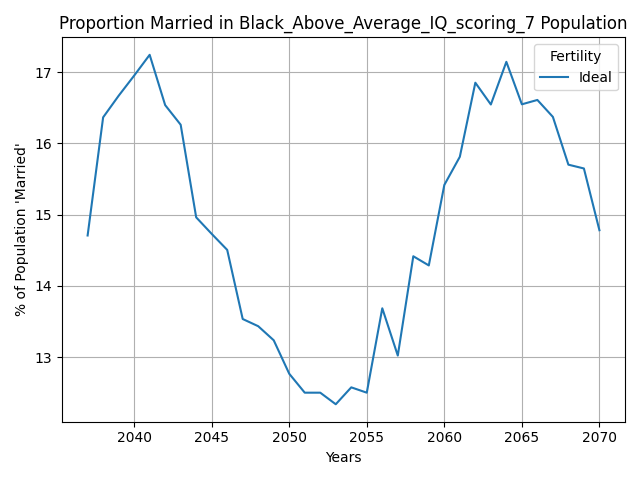 Proportion Married in Black_Above_Average_IQ_scoring_7 Population
Fertility
Ideal
% of Population 'Married'
17
16
15
14
13
2040
2045
2050
2055
2060
2065
2070
Years